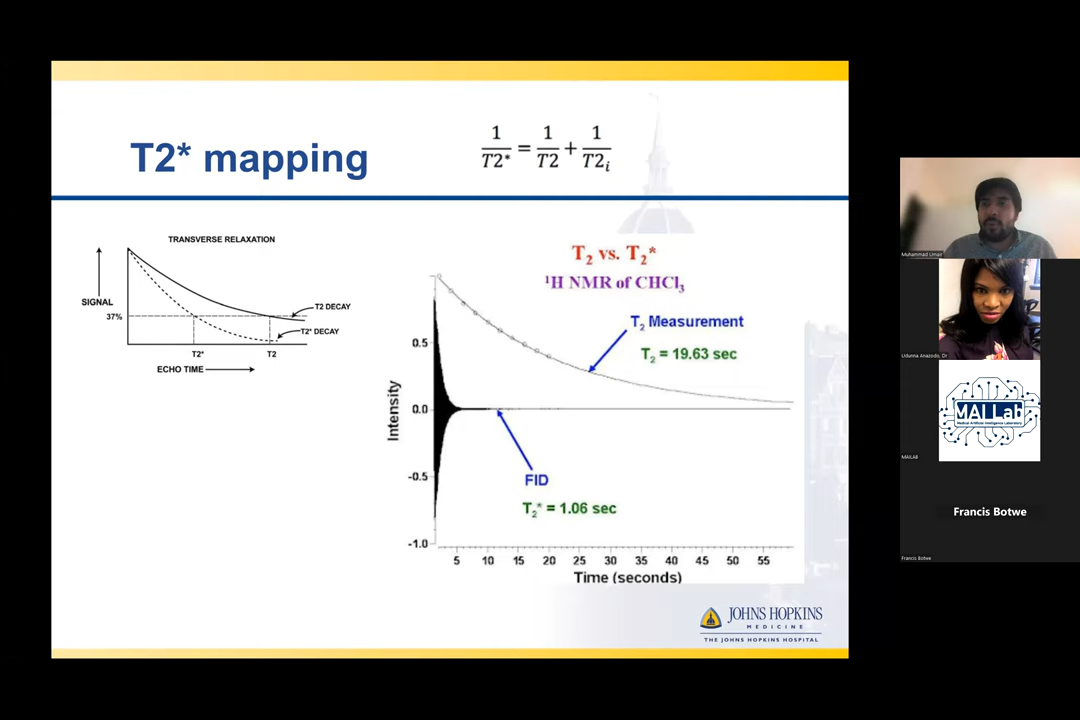 T2* mapping
1/T2* = 1/T2 + 1/T2i
TRANSVERSE RELAXATION
SIGNAL
37%
T2 DECAY
T2* DECAY
T2*
T2
ECHO TIME
T2 vs. T2*
¹H NMR of CHCl3
T2 Measurement
T2 = 19.63 sec
Intensity
0.5
0.0
-0.5
-1.0
FID
T2* = 1.06 sec
5 10 15 20 25 30 35 40 45 50 55
Time (seconds)
JOHNS HOPKINS
MEDICINE
THE JOHNS HOPKINS HOSPITAL
Muhammad Umair
Udunna Anazodo, Dr
MAI Lab
Medical Artificial Intelligence Laboratory
MAILAB
Francis Botwe
Francis Botwe